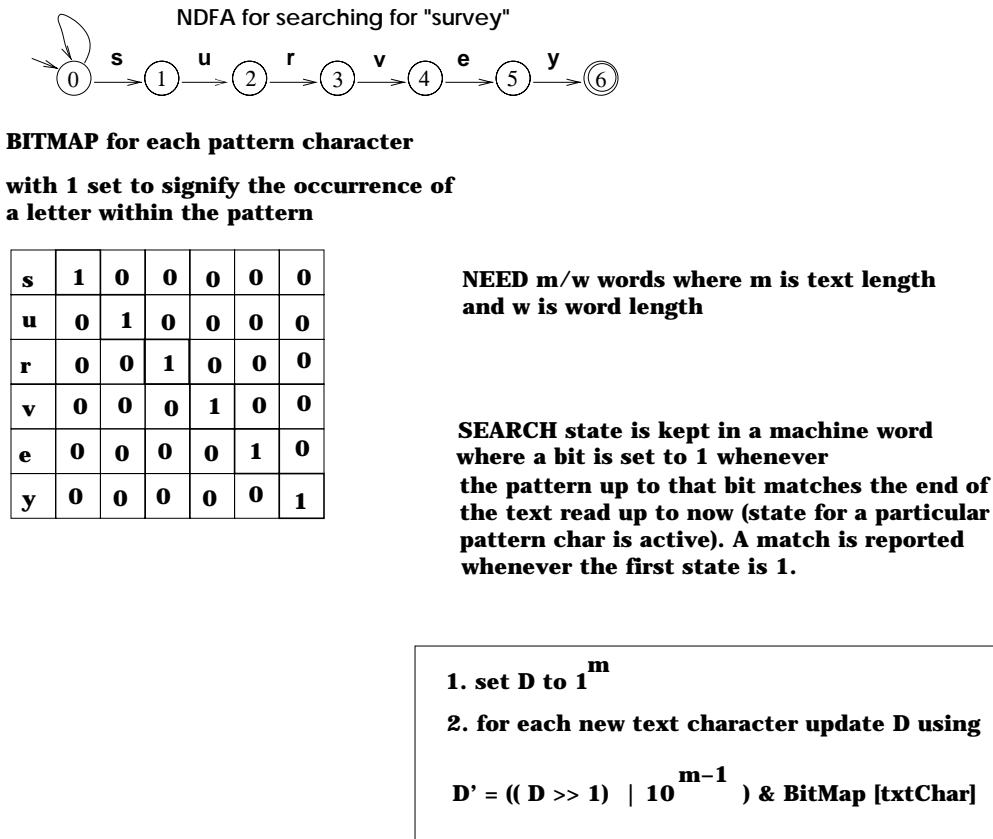 NDFA for searching for "survey"
s u r v e y
0 1 2 3 4 5 6
BITMAP for each pattern character
with 1 set to signify the occurrence of
a letter within the pattern
s 1 0 0 0 0 0
u 0 1 0 0 0 0
r 0 0 1 0 0 0
v 0 0 0 1 0 0
e 0 0 0 0 1 0
y 0 0 0 0 0 1
NEED m/w words where m is text length
and w is word length
SEARCH state is kept in a machine word
where a bit is set to 1 whenever
the pattern up to that bit matches the end of
the text read up to now (state for a particular
pattern char is active). A match is reported
whenever the first state is 1.
1. set D to 1^m
2. for each new text character update D using
D' = (( D >> 1) | 10^m−1 ) & BitMap [txtChar]